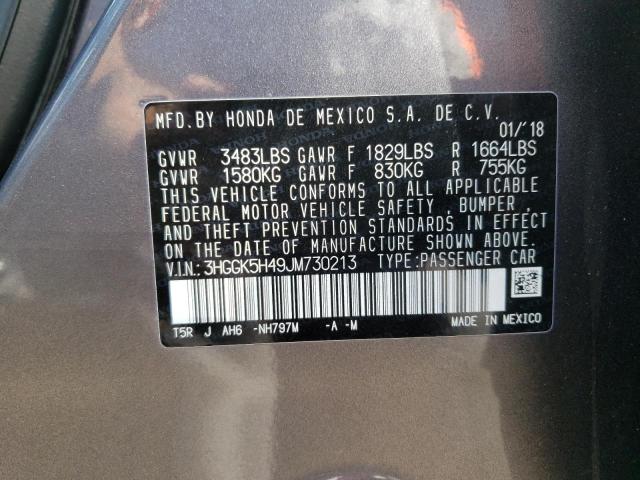 MFD.BY HONDA DE MEXICO S.A. DE C.V.
01/'18
GVWR 3483LBS GAWR F 1829LBS R 1664LBS
GVWR 1580KG GAWR F 830KG R 755KG
THIS VEHICLE CONFORMS TO ALL APPLICABLE
FEDERAL MOTOR VEHICLE SAFETY, BUMPER,
AND THEFT PREVENTION STANDARDS IN EFFECT
ON THE DATE OF MANUFACTURE SHOWN ABOVE.
V.I.N.: 3HGGK5H49JM730213 TYPE:PASSENGER CAR
T5R J AH6 -NH797M -A -M
MADE IN MEXICO